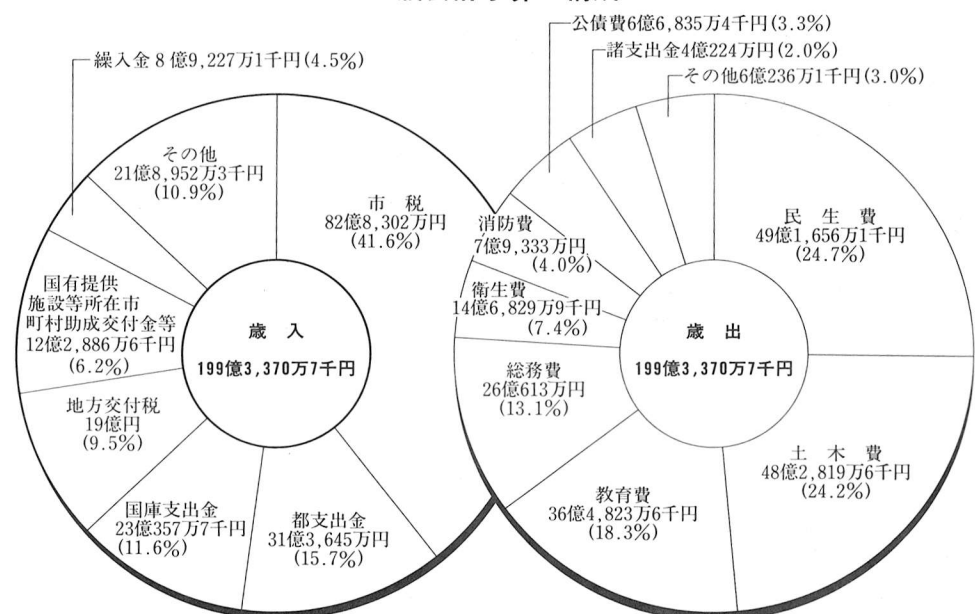 公債費6億6,835万4千円(3.3%)
諸支出金4億224万円(2.0%)
その他6億236万1千円(3.0%)
繰入金8億9,227万1千円(4.5%)
その他
21億8,952万3千円
(10.9%)
市税
82億8,302万円
(41.6%)
国有提供
施設等所在市
町村助成交付金等
12億2,886万6千円
(6.2%)
歳入
199億3,370万7千円
地方交付税
19億円
(9.5%)
国庫支出金
23億357万7千円
(11.6%)
都支出金
31億3,645万円
(15.7%)
消防費
7億9,333万円
(4.0%)
衛生費
14億6,829万9千円
(7.4%)
民生費
49億1,656万1千円
(24.7%)
歳出
199億3,370万7千円
総務費
26億613万円
(13.1%)
土木費
48億2,819万6千円
(24.2%)
教育費
36億4,823万6千円
(18.3%)